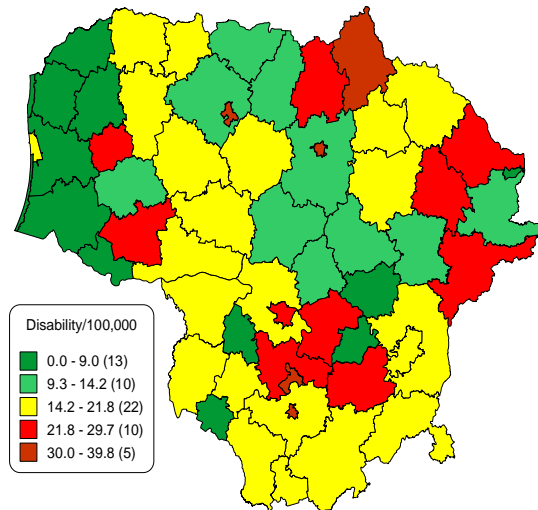 Disability/100,000
0.0 - 9.0 (13)
9.3 - 14.2 (10)
14.2 - 21.8 (22)
21.8 - 29.7 (10)
30.0 - 39.8 (5)